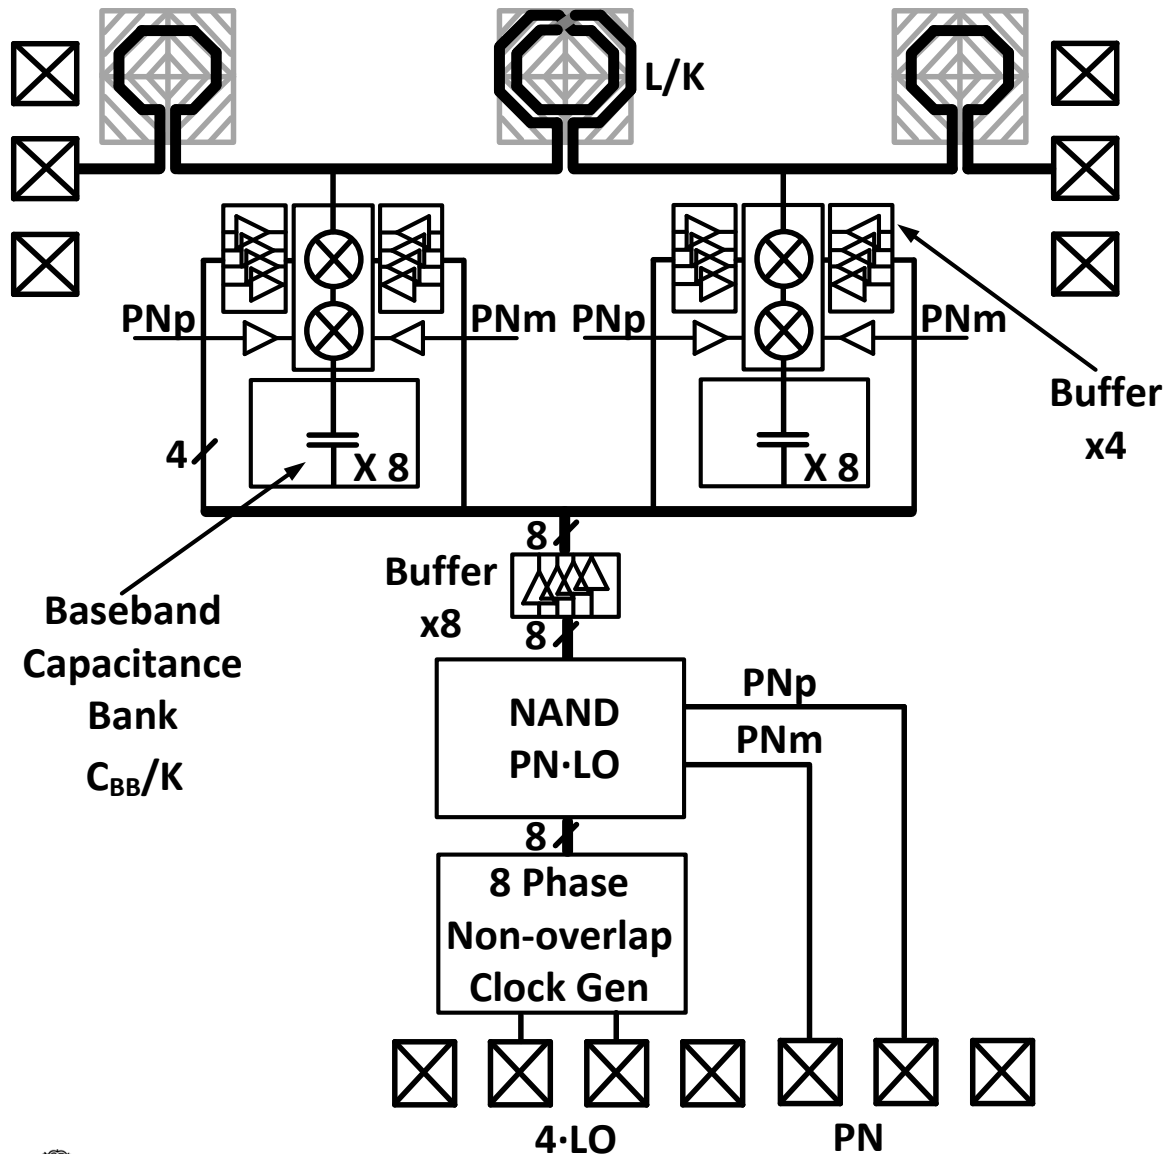 L/K
PNp
PNm
PNp
PNm
Buffer
x4
4
X 8
X 8
8
Buffer
x8
8
Baseband
Capacitance
Bank
C_BB/K
NAND
PN·LO
PNp
PNm
8
8 Phase
Non-overlap
Clock Gen
4·LO
PN